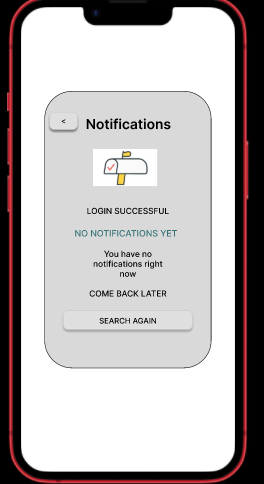 <
Notifications
LOGIN SUCCESSFUL
NO NOTIFICATIONS YET
You have no
notifications right
now
COME BACK LATER
SEARCH AGAIN